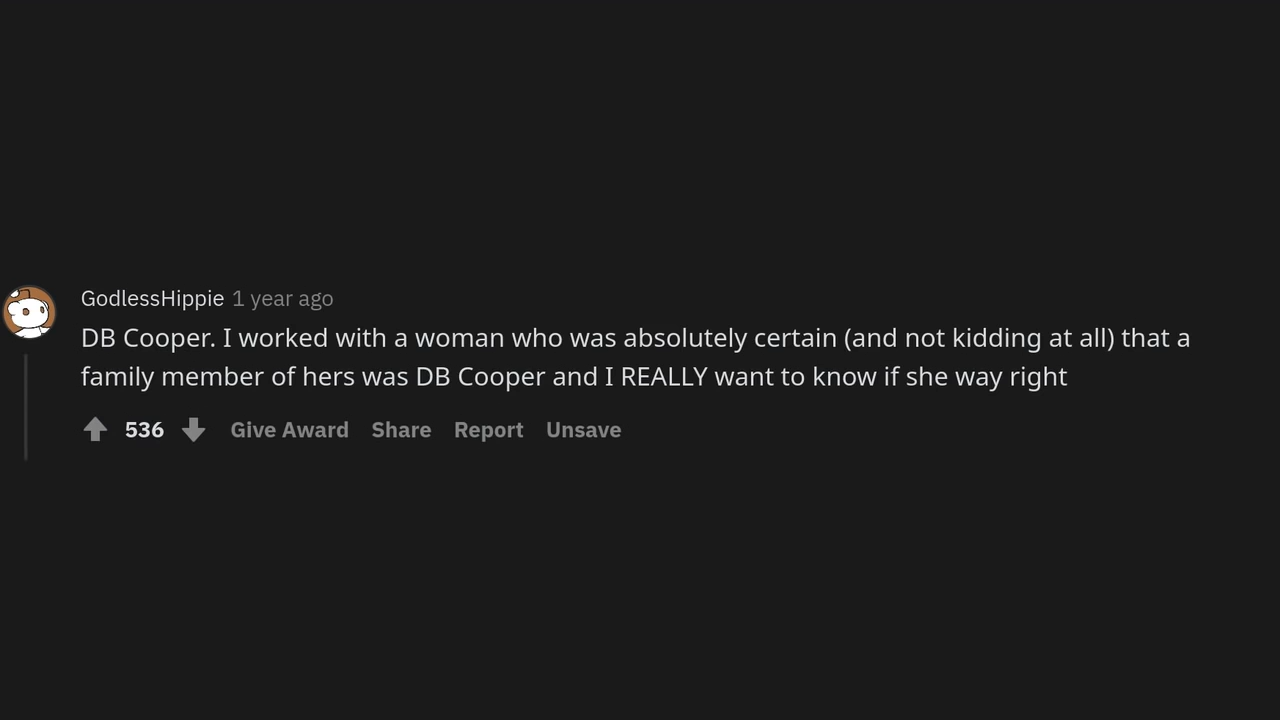 GodlessHippie 1 year ago
DB Cooper. I worked with a woman who was absolutely certain (and not kidding at all) that a
family member of hers was DB Cooper and I REALLY want to know if she way right
536 Give Award Share Report Unsave